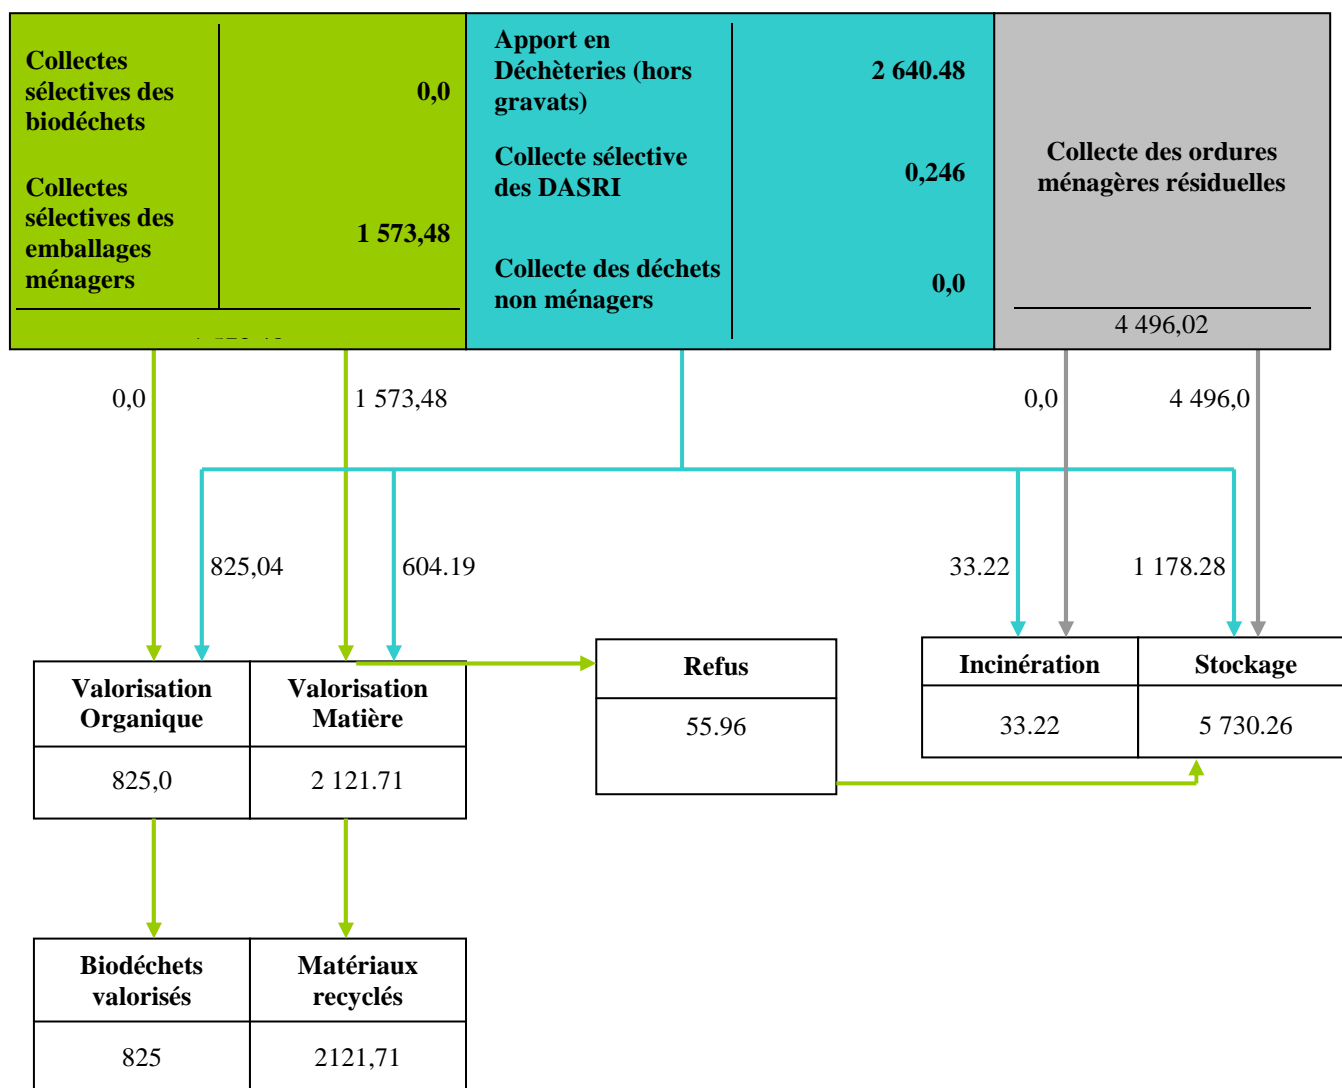 Collectes
sélectives des
biodéchets
0,0
Collectes
sélectives des
emballages
ménagers
1 573,48
Apport en
Déchèteries (hors
gravats)
2 640.48
Collecte sélective
des DASRI
0,246
Collecte des déchets
non ménagers
0,0
Collecte des ordures
ménagères résiduelles
4 496,02
0,0
1 573,48
0,0
4 496,0
825,04
604.19
33.22
1 178.28
Valorisation
Organique
825,0
Valorisation
Matière
2 121.71
Refus
55.96
Incinération
33.22
Stockage
5 730.26
Biodéchets
valorisés
825
Matériaux
recyclés
2121,71